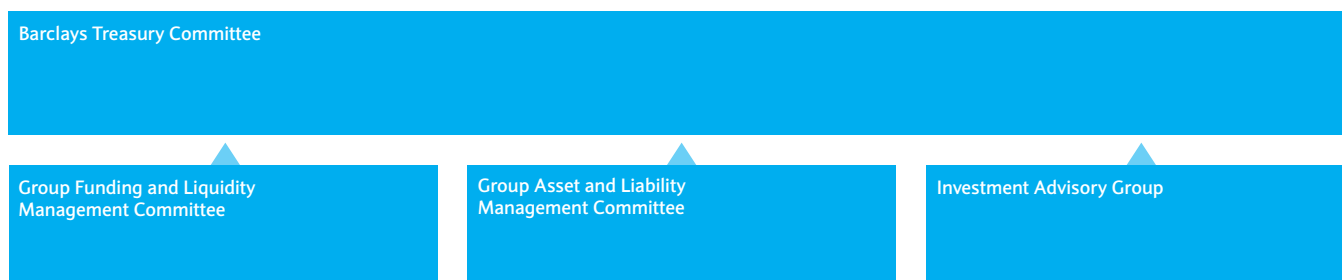 Barclays Treasury Committee
Group Funding and Liquidity
Management Committee
Group Asset and Liability
Management Committee
Investment Advisory Group